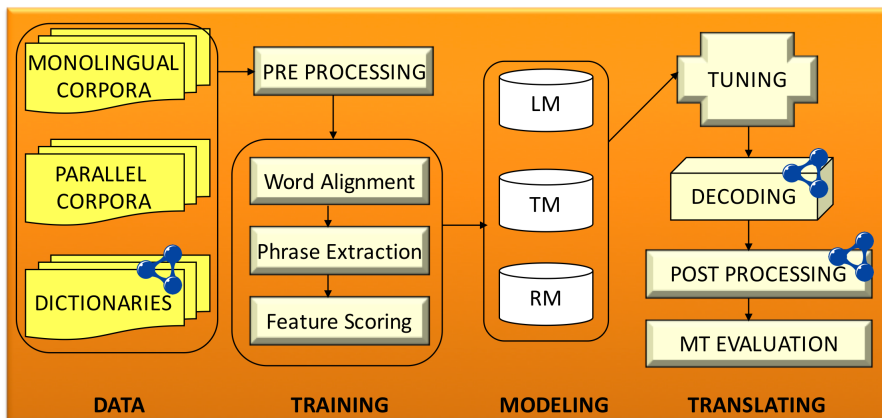 MONOLINGUAL
CORPORA
PARALLEL
CORPORA
DICTIONARIES
DATA
PRE PROCESSING
Word Alignment
Phrase Extraction
Feature Scoring
TRAINING
LM
TM
RM
MODELING
TUNING
DECODING
POST PROCESSING
MT EVALUATION
TRANSLATING